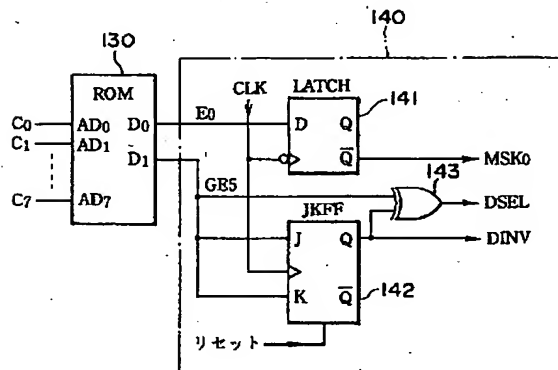 130
140
ROM
CLK
LATCH
C0 AD0 D0 E0 D Q 141
C1 AD1 D1 Q̅ MSK0
C7 AD7
GE5
143
DSEL
JKFF
J Q DINV
K Q̅ 142
リセット